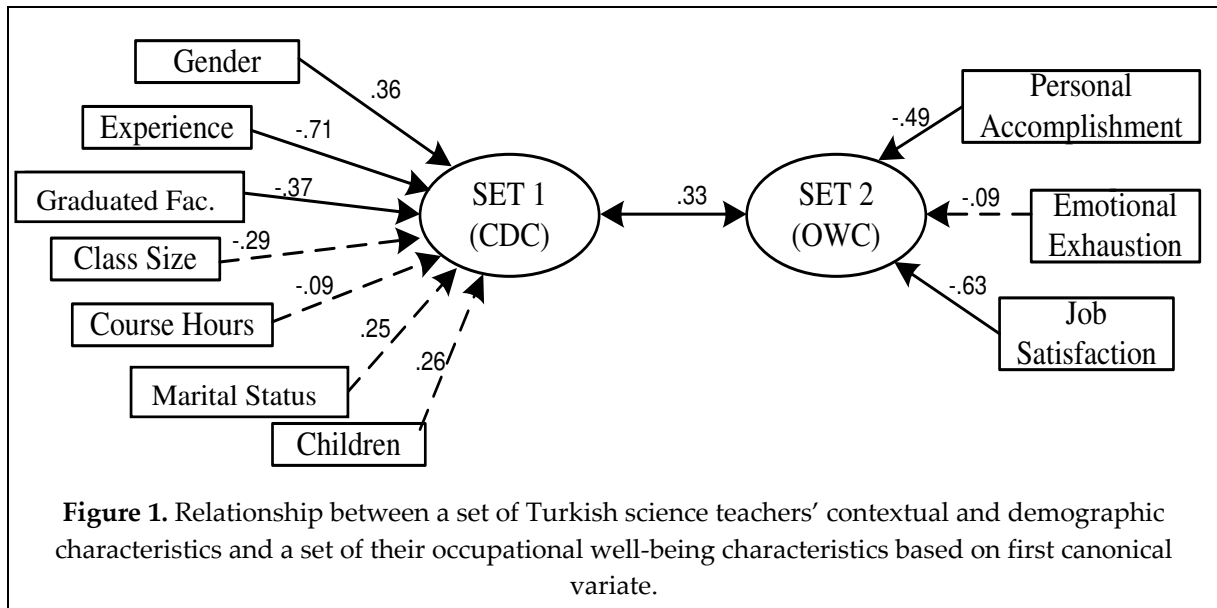 Gender
.36
Experience
-.71
Graduated Fac.
-.37
Class Size
-.29
Course Hours
-.09
Marital Status
.25
Children
.26
SET 1
(CDC)
.33
SET 2
(OWC)
Personal
Accomplishment
-.49
Emotional
Exhaustion
-.09
Job
Satisfaction
-.63
Figure 1. Relationship between a set of Turkish science teachers’ contextual and demographic
characteristics and a set of their occupational well-being characteristics based on first canonical
variate.